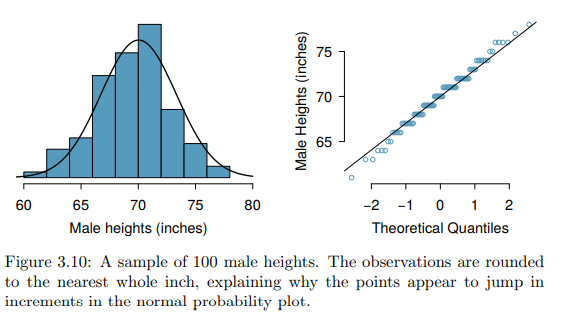 60 65 70 75 80
Male heights (inches)
Male Heights (inches)
75
70
65
−2 −1 0 1 2
Theoretical Quantiles
Figure 3.10: A sample of 100 male heights. The observations are rounded
to the nearest whole inch, explaining why the points appear to jump in
increments in the normal probability plot.